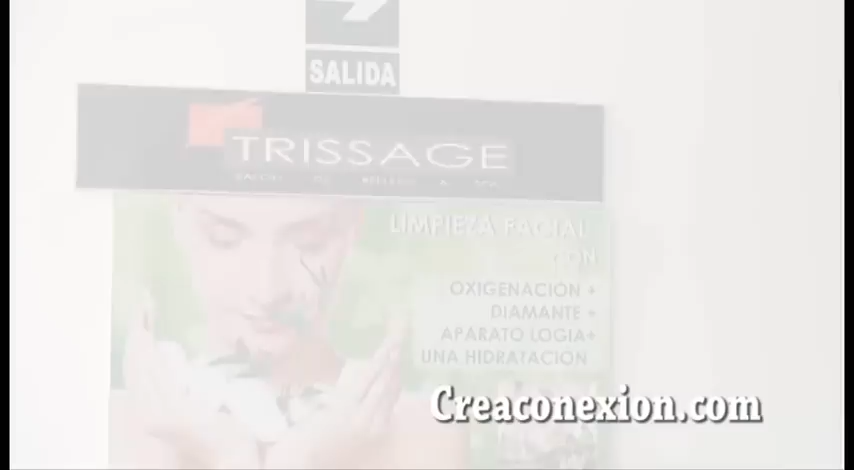 SALIDA
TRISSAGE
LIMPIEZA FACIAL
CON
OXIGENACIÓN +
DIAMANTE +
APARATO LOGIA+
UNA HIDRATACION
Creaconexion.com